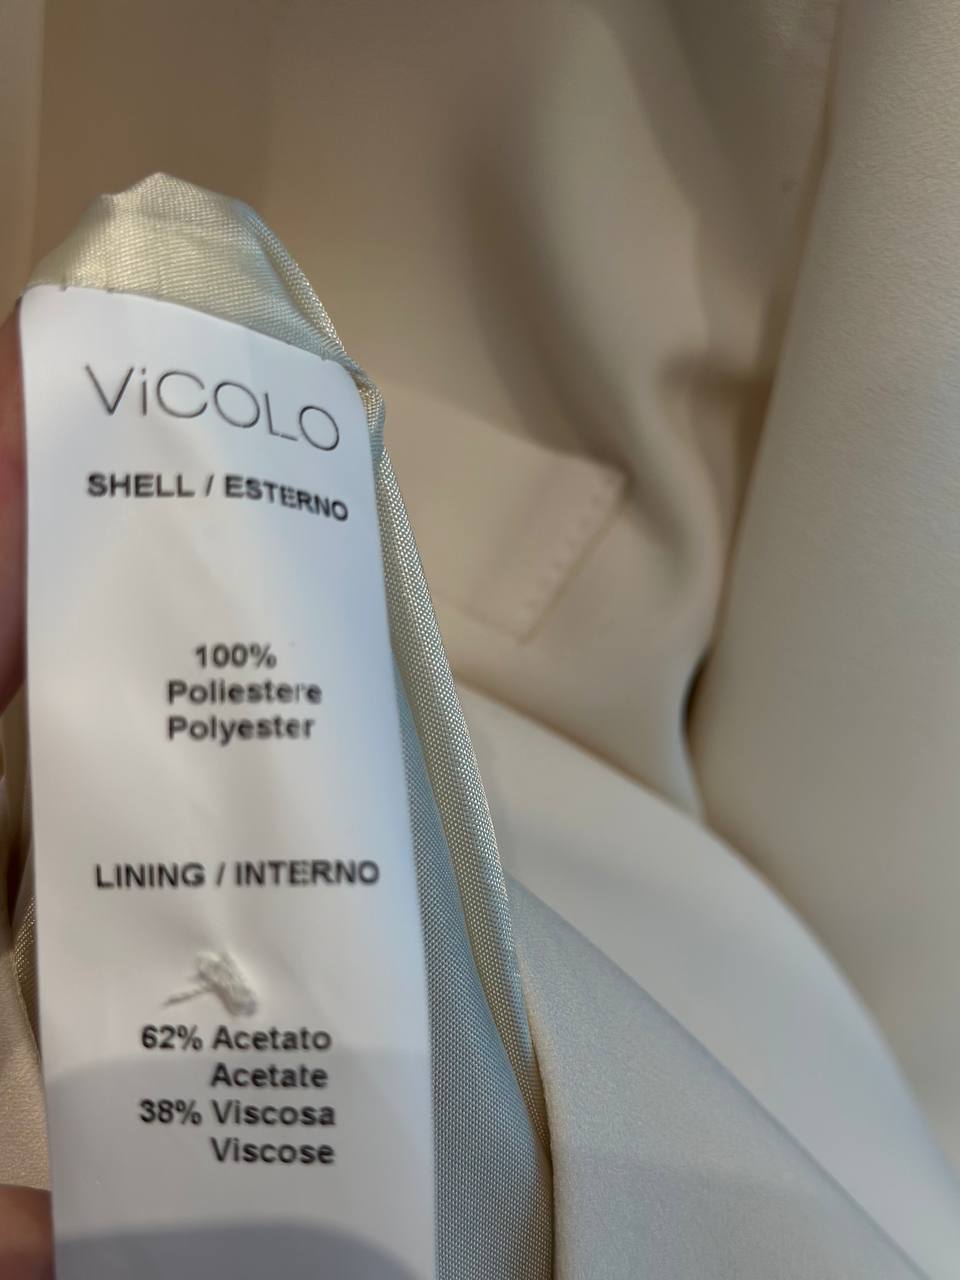 ViCOLO
SHELL / ESTERNO
100%
Poliestere
Polyester
LINING / INTERNO
62% Acetato
Acetate
38% Viscosa
Viscose